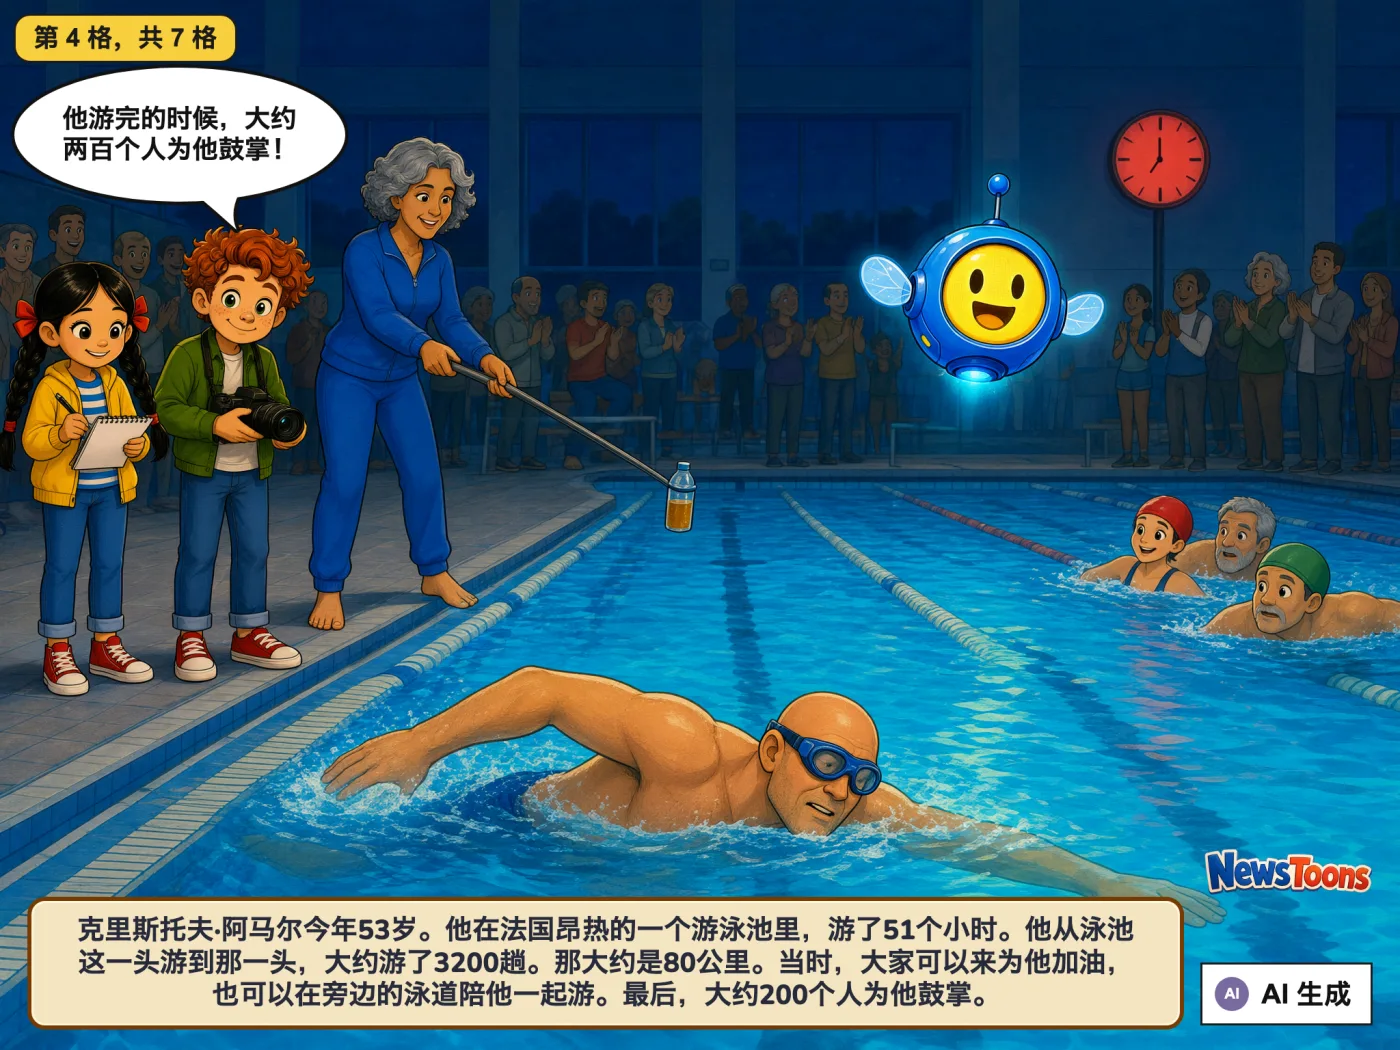 第 4 格，共 7 格
他游完的时候，大约
两百个人为他鼓掌！
NewsToons
克里斯托夫·阿马尔今年53岁。他在法国昂热的一个游泳池里，游了51个小时。他从泳池
这一头游到那一头，大约游了3200趟。那大约是80公里。当时，大家可以来为他加油，
也可以在旁边的泳道陪他一起游。最后，大约200个人为他鼓掌。
AI AI 生成